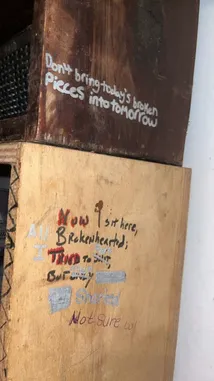 Don't bring today's broken
pieces into tomorrow
Now I sit here,
Brokenhearted;
Tried to
But
Not sure